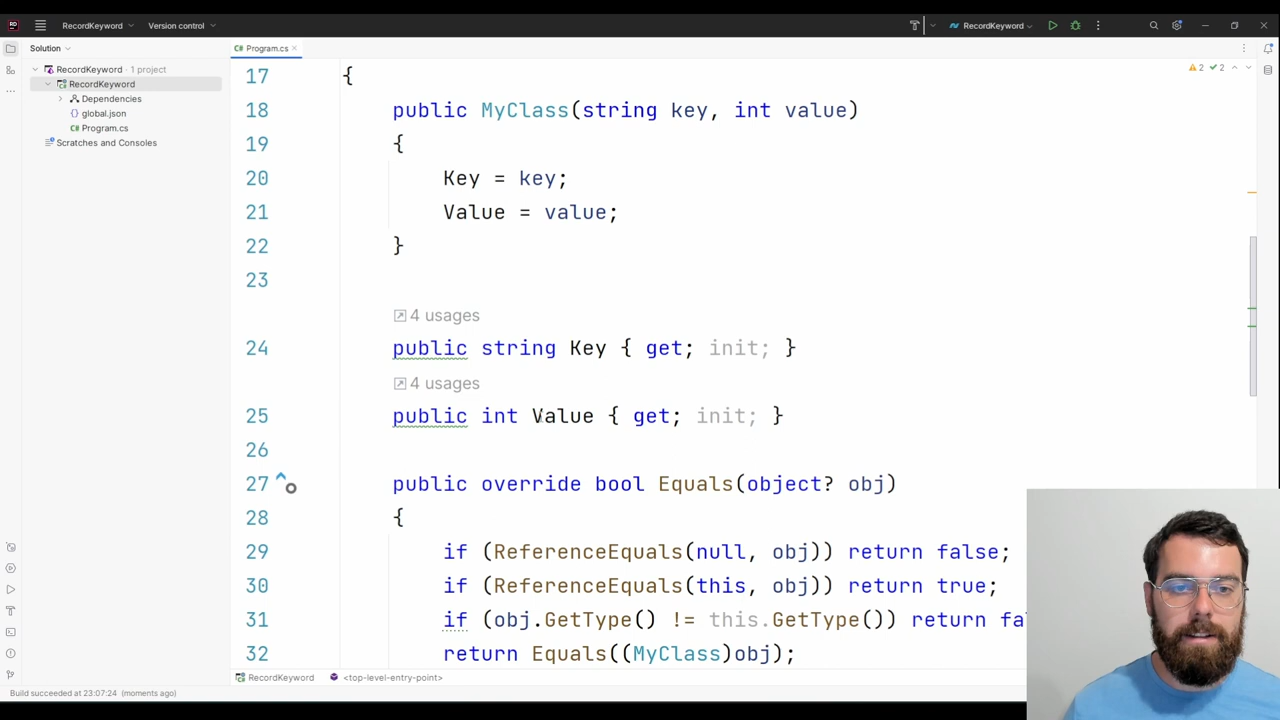 RecordKeyword
Version control
RecordKeyword
Solution
C# Program.cs
RecordKeyword 1 project
RecordKeyword
Dependencies
global.json
C# Program.cs
Scratches and Consoles
2 2
17 {
18 public MyClass(string key, int value)
19 {
20 Key = key;
21 Value = value;
22 }
23
4 usages
24 public string Key { get; init; }
4 usages
25 public int Value { get; init; }
26
27 public override bool Equals(object? obj)
28 {
29 if (ReferenceEquals(null, obj)) return false;
30 if (ReferenceEquals(this, obj)) return true;
31 if (obj.GetType() != this.GetType()) return fa
32 return Equals((MyClass)obj);
C# RecordKeyword <top-level-entry-point>
Build succeeded at 23:07:24 (moments ago)